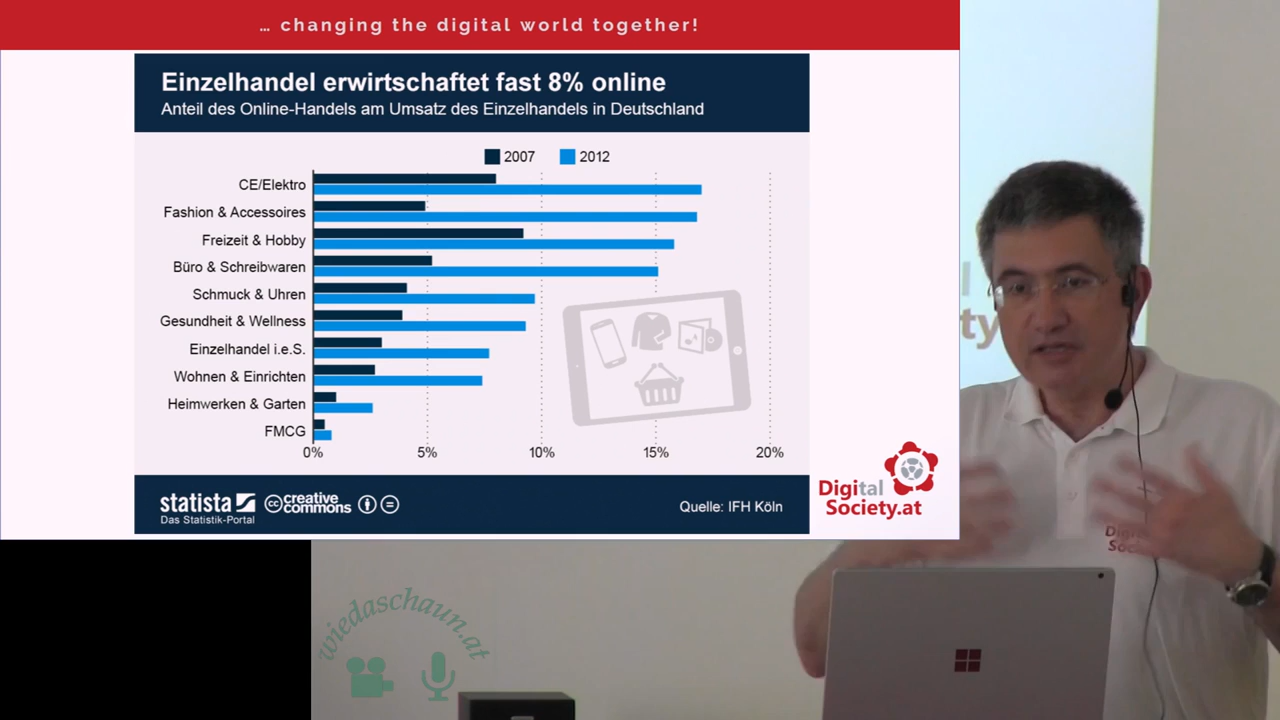 … changing the digital world together!
Einzelhandel erwirtschaftet fast 8% online
Anteil des Online-Handels am Umsatz des Einzelhandels in Deutschland
2007 2012
CE/Elektro
Fashion & Accessoires
Freizeit & Hobby
Büro & Schreibwaren
Schmuck & Uhren
Gesundheit & Wellness
Einzelhandel i.e.S.
Wohnen & Einrichten
Heimwerken & Garten
FMCG
0% 5% 10% 15% 20%
statista
Das Statistik-Portal
cc creative commons
Quelle: IFH Köln
Digital
Society.at
wiedaschaun.at